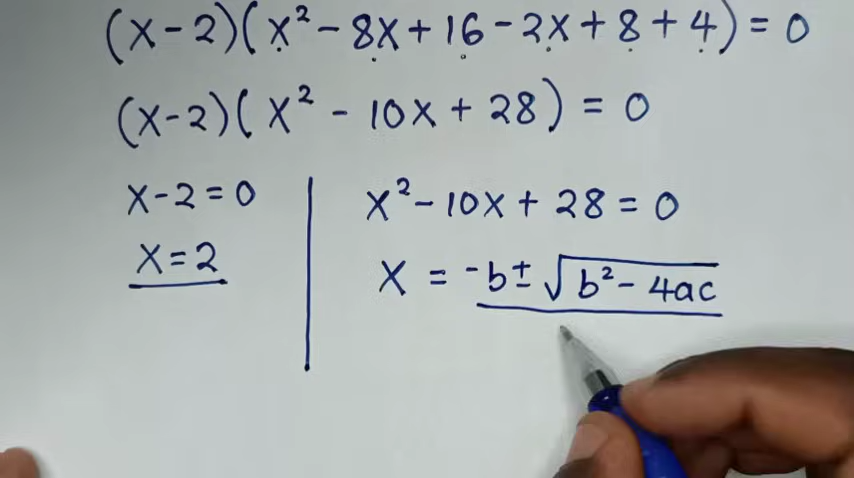 (x-2)(x² - 8x + 16 - 2x + 8 + 4) = 0
(x-2)(x² - 10x + 28) = 0
x-2=0
x=2
x² - 10x + 28 = 0
x = -b ± √b² - 4ac